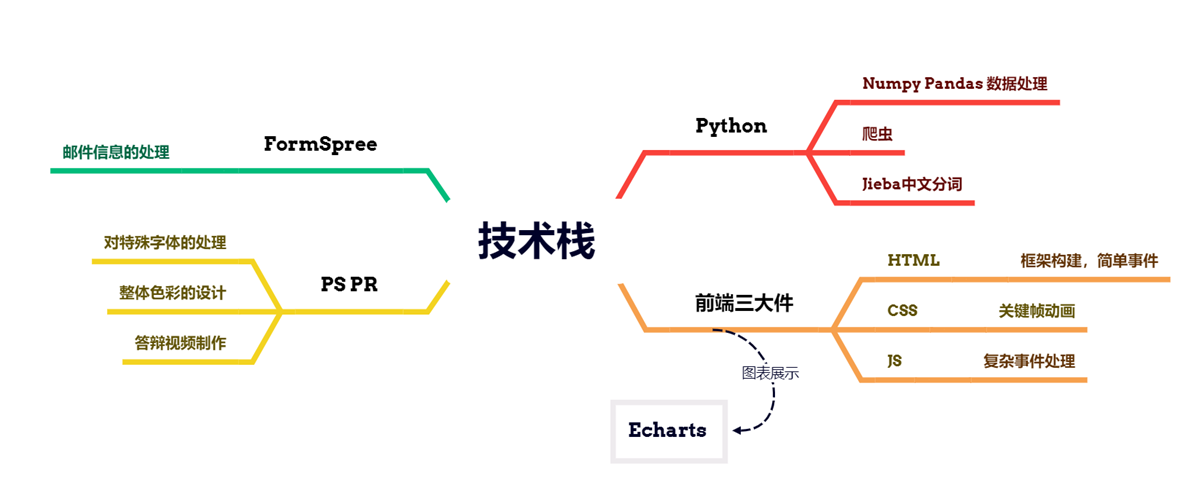 技术栈
FormSpree
邮件信息的处理
PS PR
对特殊字体的处理
整体色彩的设计
答辩视频制作
Python
Numpy Pandas 数据处理
爬虫
Jieba中文分词
前端三大件
HTML 框架构建，简单事件
CSS 关键帧动画
JS 复杂事件处理
图表展示
Echarts